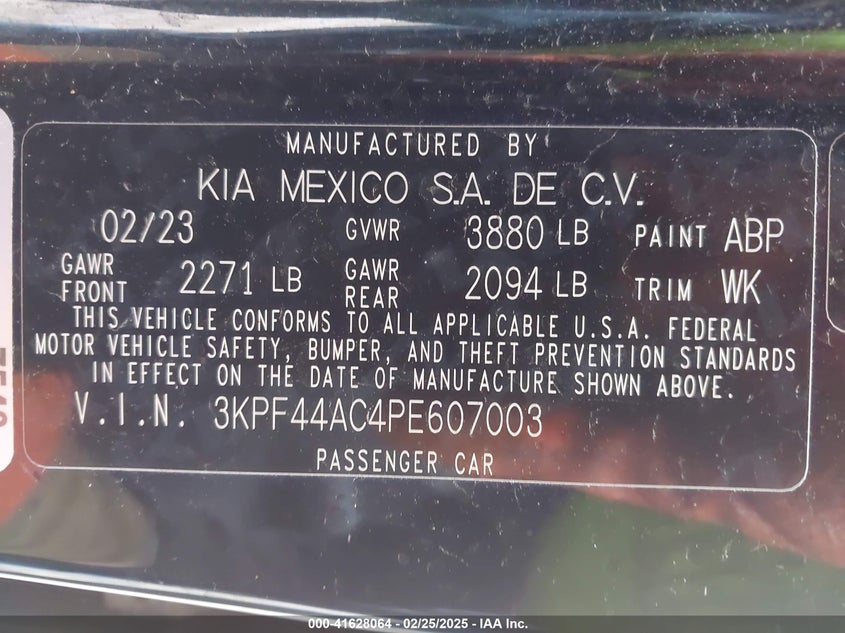 MANUFACTURED BY
KIA MEXICO S.A. DE C.V.
02/23 GVWR 3880 LB PAINT ABP
GAWR FRONT 2271 LB GAWR REAR 2094 LB TRIM WK
THIS VEHICLE CONFORMS TO ALL APPLICABLE U.S.A. FEDERAL
MOTOR VEHICLE SAFETY, BUMPER, AND THEFT PREVENTION STANDARDS
IN EFFECT ON THE DATE OF MANUFACTURE SHOWN ABOVE.
V.I.N. 3KPF44AC4PE607003
PASSENGER CAR
000-41628064 - 02/25/2025 - IAA Inc.